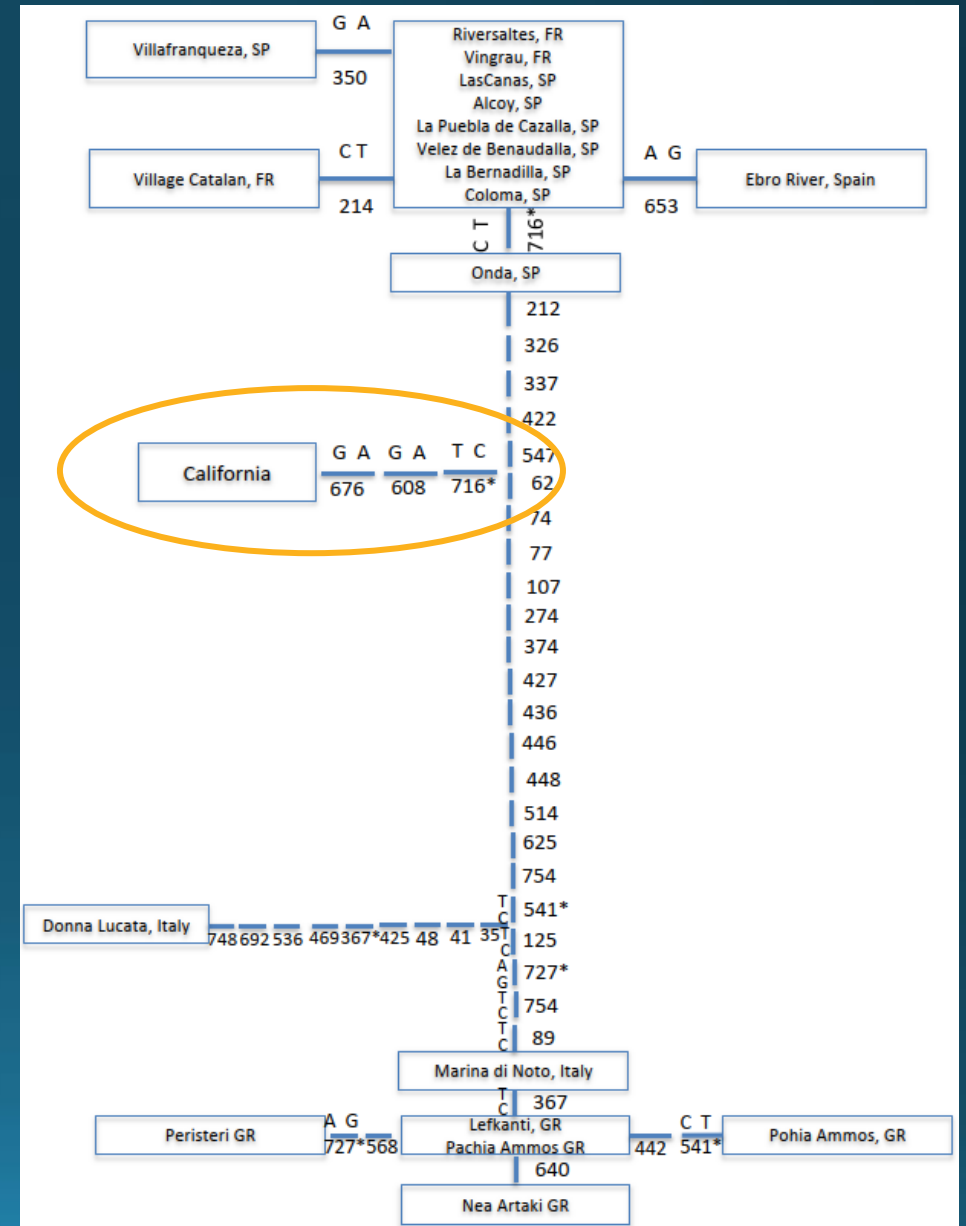 G A
Villafranqueza, SP
350
Riversaltes, FR
Vingrau, FR
LasCanas, SP
Alcoy, SP
La Puebla de Cazalla, SP
Velez de Benaudalla, SP
La Bernadilla, SP
Coloma, SP
C T
Village Catalan, FR
214
A G
Ebro River, Spain
653
C T
716*
Onda, SP
212
326
337
422
547
62
74
77
107
274
374
427
436
446
448
514
625
754
California
G A G A T C
676 608 716*
T C
541*
Donna Lucata, Italy
748 692 536 469 367* 425 48 41 35
T C
125
A G
727*
T C
754
T C
89
Marina di Noto, Italy
T C
367
Lefkanti, GR
Pachia Ammos GR
Peristeri GR
A G
727* 568
C T
442 541*
Pohia Ammos, GR
640
Nea Artaki GR